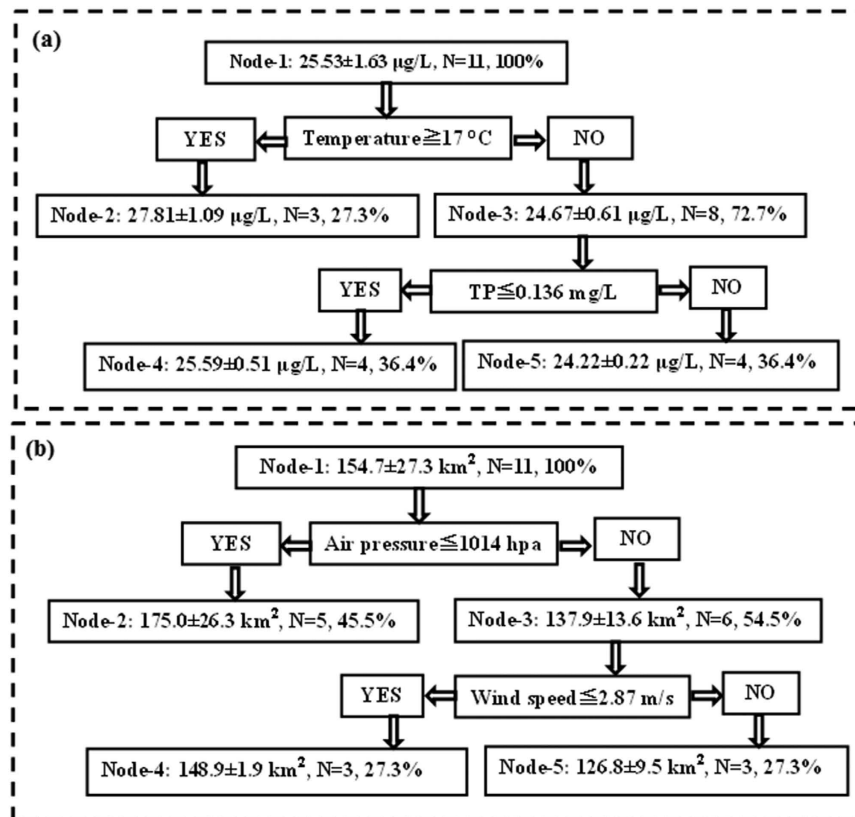 (a)
Node-1: 25.53±1.63 µg/L, N=11, 100%
YES
Temperature≧17 °C
NO
Node-2: 27.81±1.09 µg/L, N=3, 27.3%
Node-3: 24.67±0.61 µg/L, N=8, 72.7%
YES
TP≦0.136 mg/L
NO
Node-4: 25.59±0.51 µg/L, N=4, 36.4%
Node-5: 24.22±0.22 µg/L, N=4, 36.4%
(b)
Node-1: 154.7±27.3 km², N=11, 100%
YES
Air pressure≦1014 hpa
NO
Node-2: 175.0±26.3 km², N=5, 45.5%
Node-3: 137.9±13.6 km², N=6, 54.5%
YES
Wind speed≦2.87 m/s
NO
Node-4: 148.9±1.9 km², N=3, 27.3%
Node-5: 126.8±9.5 km², N=3, 27.3%